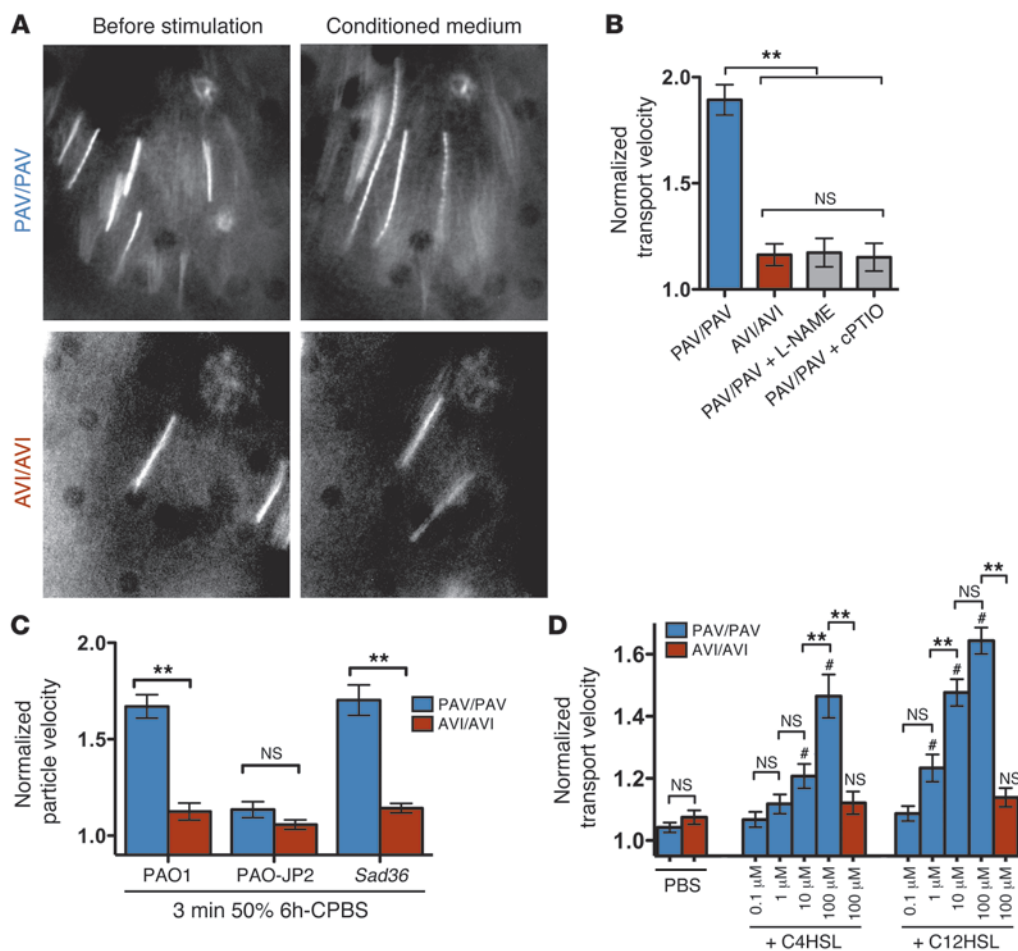 A
Before stimulation
Conditioned medium
PAV/PAV
AVI/AVI
B
Normalized
transport velocity
2.0
1.5
1.0
**
NS
PAV/PAV
AVI/AVI
PAV/PAV + L-NAME
PAV/PAV + cPTIO
C
Normalized
particle velocity
2.0
1.5
1.0
**
NS
**
PAV/PAV
AVI/AVI
PAO1
PAO-JP2
Sad36
3 min 50% 6h-CPBS
D
PAV/PAV
AVI/AVI
Normalized
transport velocity
1.6
1.4
1.2
1.0
NS
NS
NS
#
**
#
**
NS
NS
#
**
#
NS
#
**
NS
PBS
0.1 µM
1 µM
10 µM
100 µM
100 µM
+ C4HSL
0.1 µM
1 µM
10 µM
100 µM
100 µM
+ C12HSL